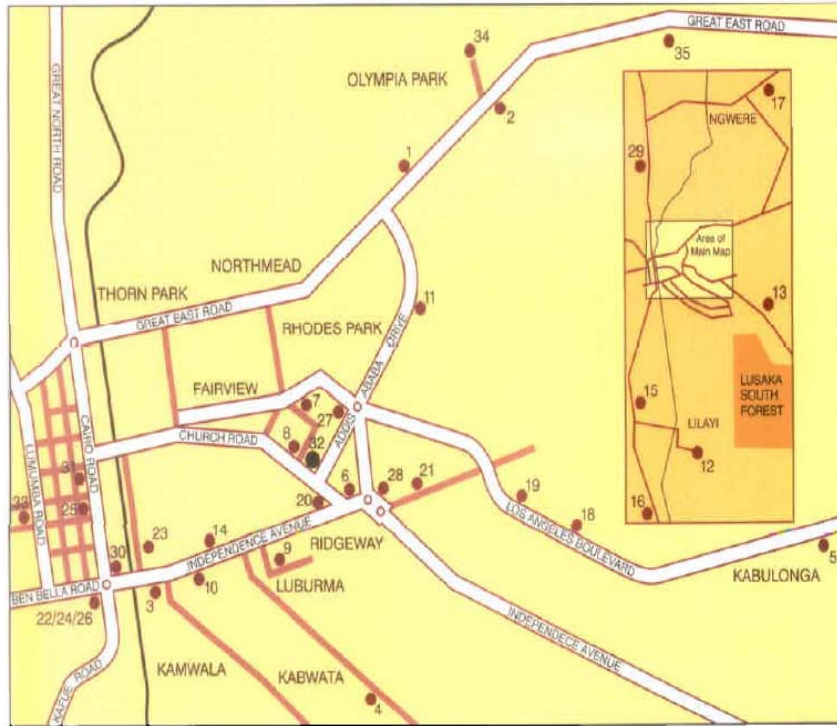 34
GREAT EAST ROAD
35
OLYMPIA PARK
2
17
NGWERE
GREAT NORTH ROAD
1
29
NORTHMEAD
Area of
Main Map
THORN PARK
GREAT EAST ROAD
11
13
RHODES PARK
ADDIS ABABA DRIVE
FAIRVIEW
7
27
LUSAKA
SOUTH
FOREST
15
LILAYI
12
16
CHURCH ROAD
8
32
LUMUMBA ROAD
CAIRO ROAD
31
33
25
6
28
21
20
19
18
LOS ANGELES BOULEVARD
5
KABULONGA
23
14
INDEPENDENCE AVENUE
RIDGEWAY
30
9
LUBURMA
BEN BELLA ROAD
22/24/26
3
10
INDEPENDECE AVENUE
KAFUE ROAD
KAMWALA
KABWATA
4